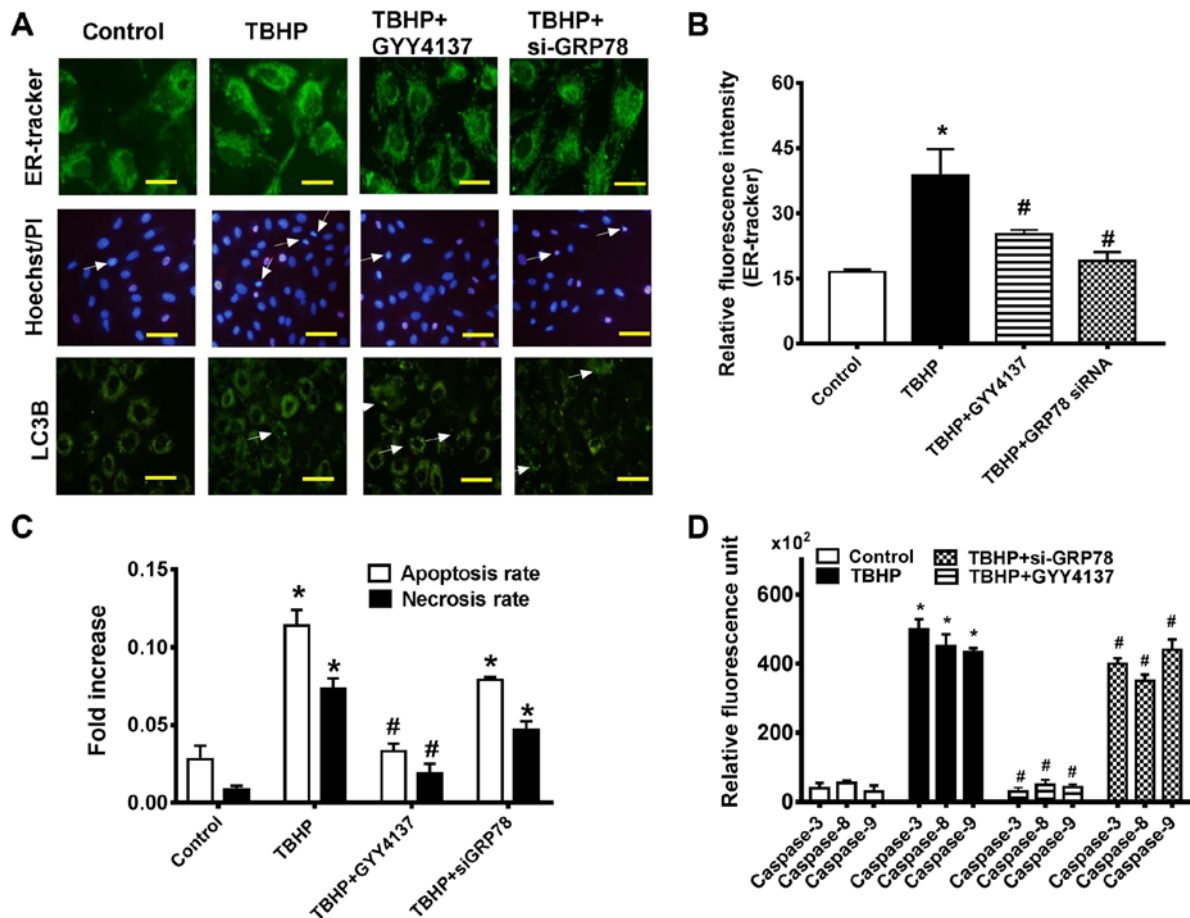 A
Control
TBHP
TBHP+
GYY4137
TBHP+
si-GRP78
ER-tracker
Hoechst/PI
LC3B
B
Relative fluorescence intensity
(ER-tracker)
60
45
30
15
0
*
#
#
Control
TBHP
TBHP+GYY4137
TBHP+GRP78 siRNA
C
Fold increase
0.15
0.10
0.05
0.00
Apoptosis rate
Necrosis rate
*
*
#
#
*
*
Control
TBHP
TBHP+GYY4137
TBHP+siGRP78
D
Relative fluorescence unit
x10²
600
400
200
0
Control
TBHP
TBHP+si-GRP78
TBHP+GYY4137
*
*
*
#
#
#
#
#
#
Caspase-3
Caspase-8
Caspase-9
Caspase-3
Caspase-8
Caspase-9
Caspase-3
Caspase-8
Caspase-9
Caspase-3
Caspase-8
Caspase-9